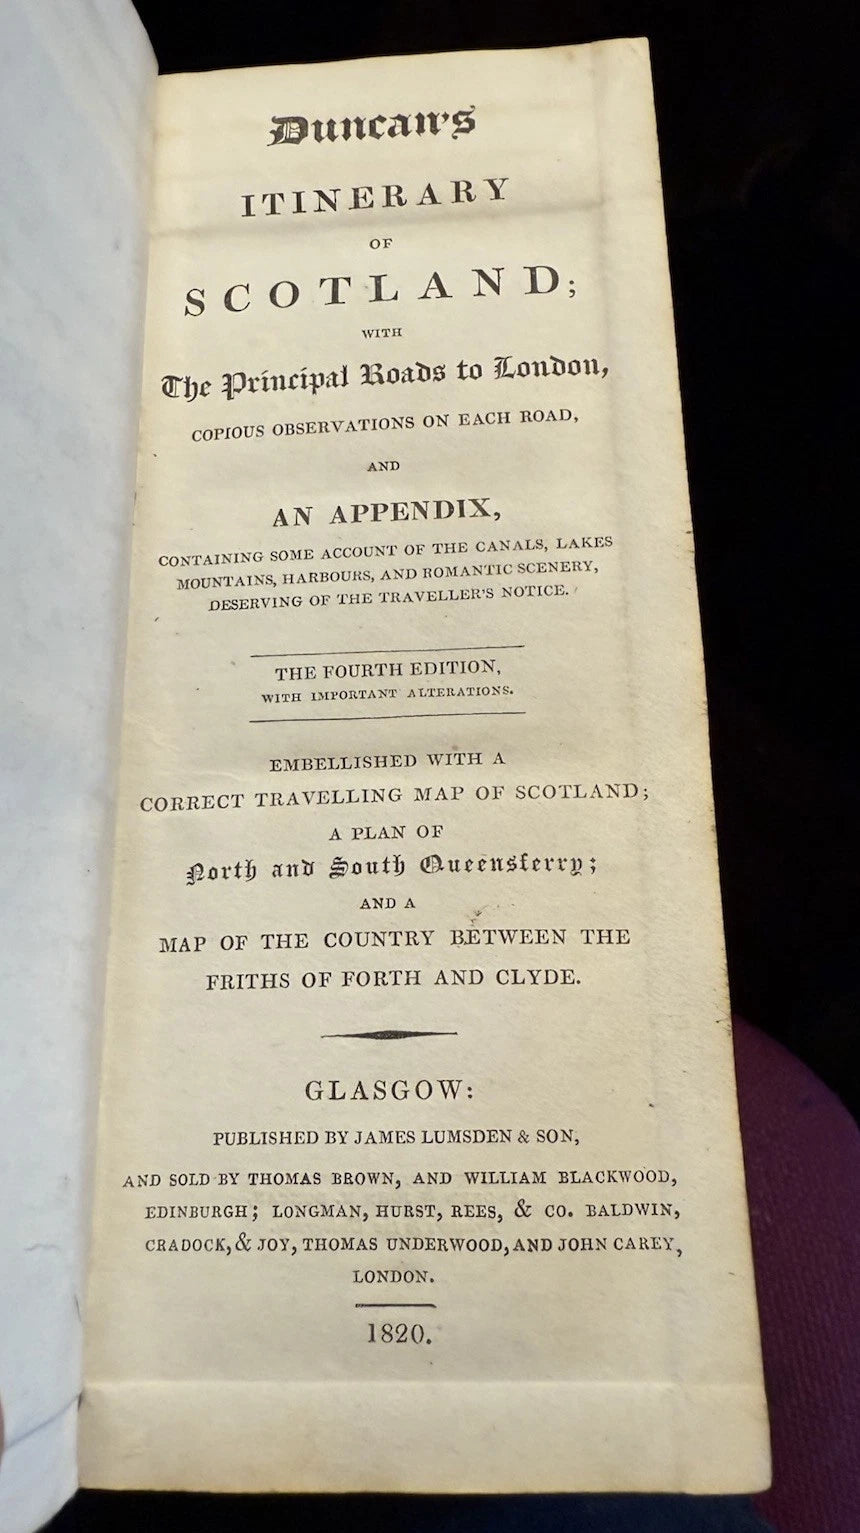 Duncan's
ITINERARY
OF
SCOTLAND;
WITH
The Principal Roads to London,
COPIOUS OBSERVATIONS ON EACH ROAD,
AND
AN APPENDIX,
CONTAINING SOME ACCOUNT OF THE CANALS, LAKES
MOUNTAINS, HARBOURS, AND ROMANTIC SCENERY,
DESERVING OF THE TRAVELLER'S NOTICE.
THE FOURTH EDITION,
WITH IMPORTANT ALTERATIONS.
EMBELLISHED WITH A
CORRECT TRAVELLING MAP OF SCOTLAND;
A PLAN OF
North and South Queensferry;
AND A
MAP OF THE COUNTRY BETWEEN THE
FRITHS OF FORTH AND CLYDE.
GLASGOW:
PUBLISHED BY JAMES LUMSDEN & SON,
AND SOLD BY THOMAS BROWN, AND WILLIAM BLACKWOOD,
EDINBURGH; LONGMAN, HURST, REES, & CO. BALDWIN,
CRADOCK, & JOY, THOMAS UNDERWOOD, AND JOHN CAREY,
LONDON.
1820.